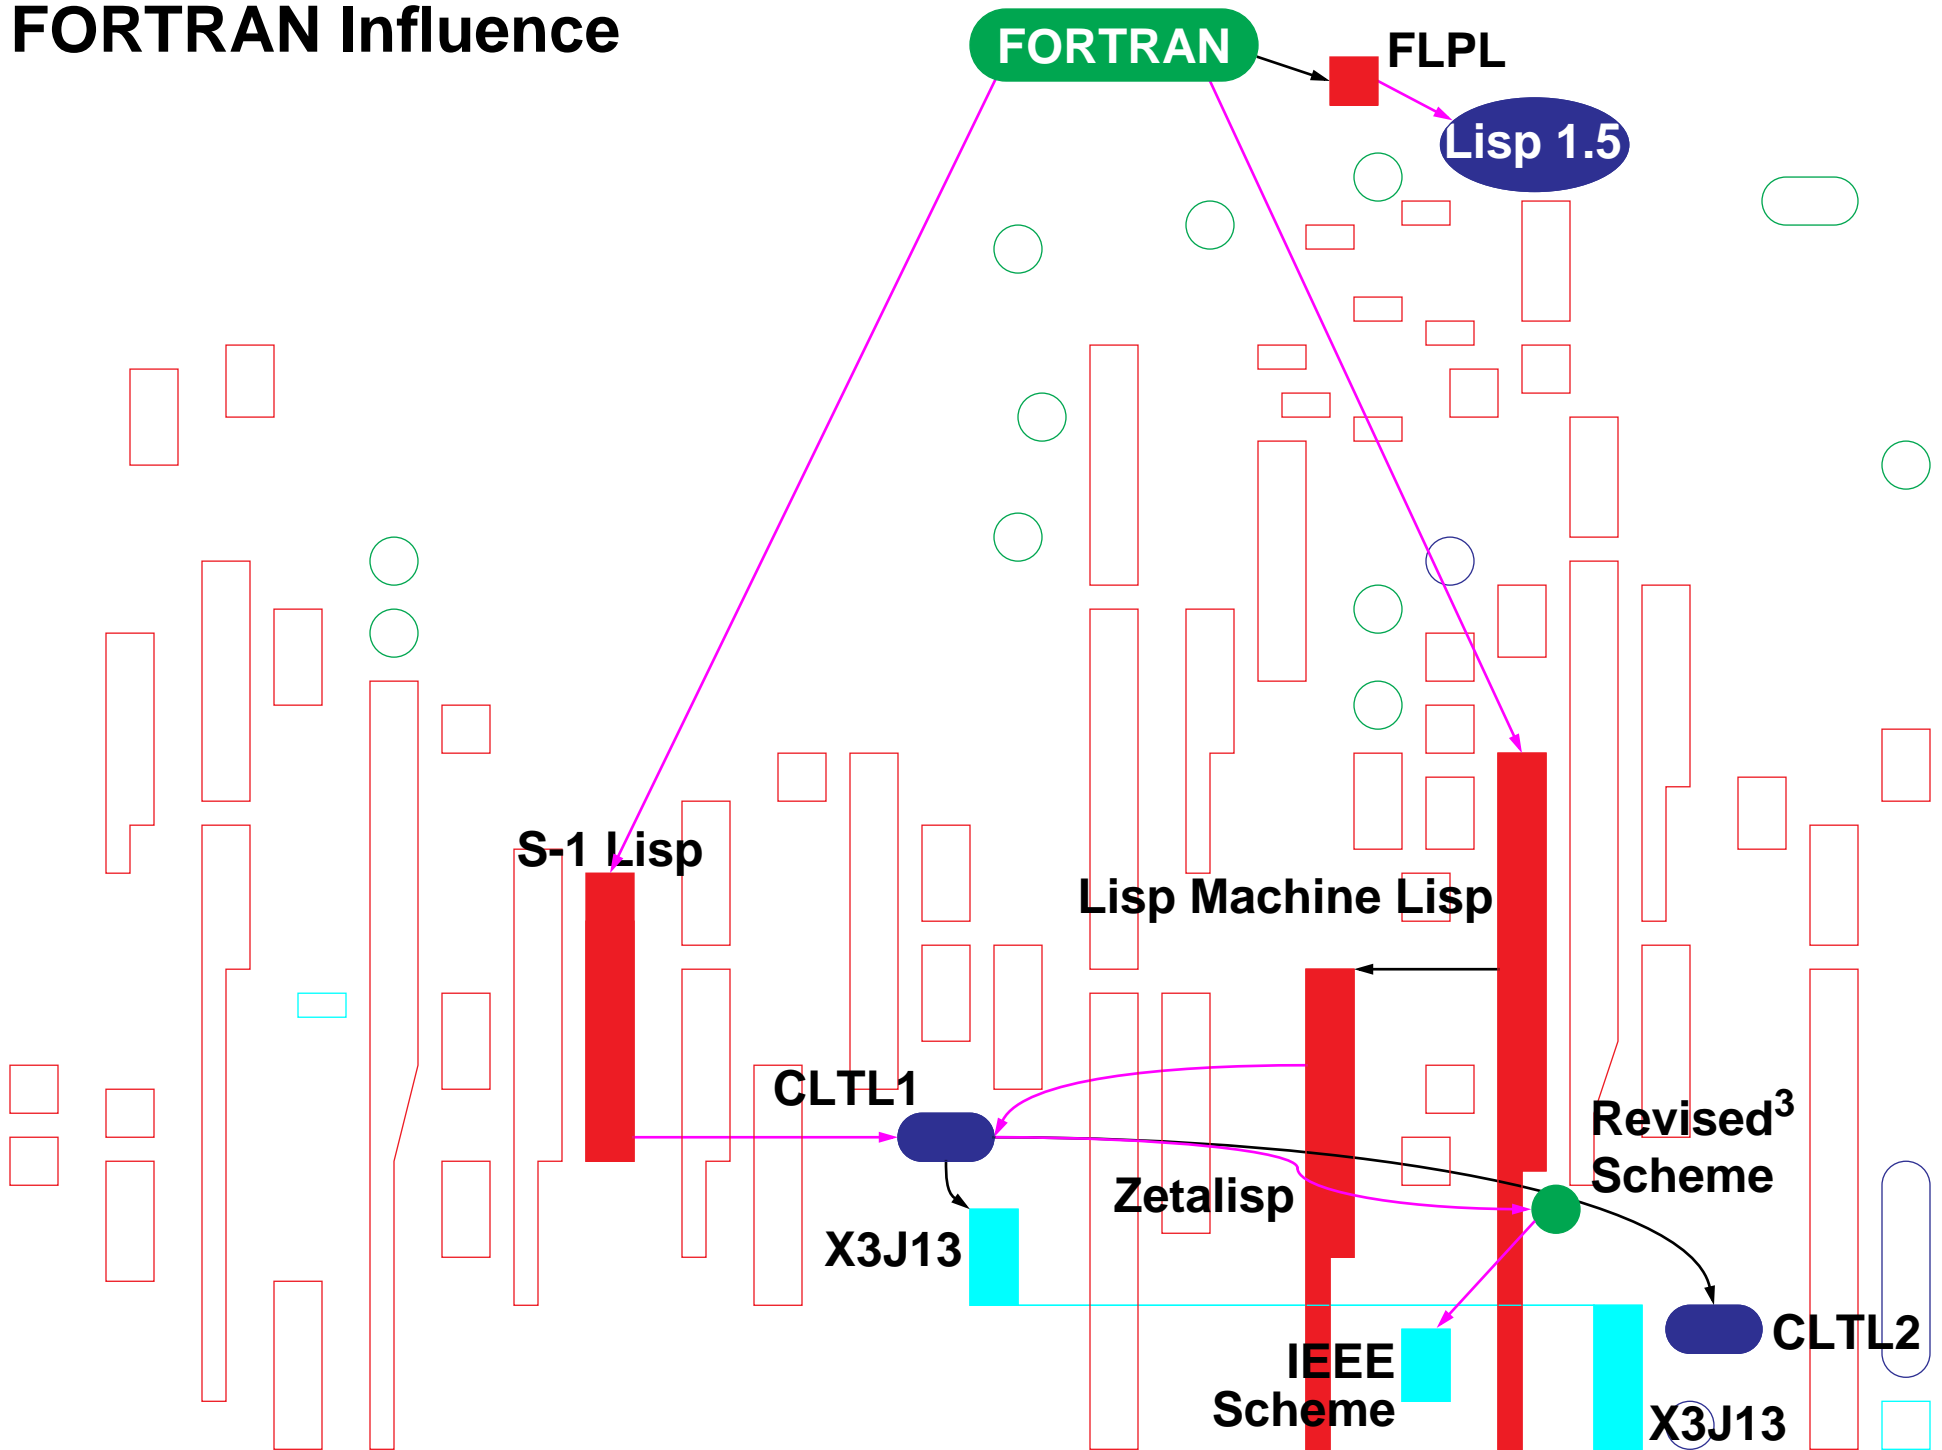 FORTRAN Influence
FORTRAN
FLPL
Lisp 1.5
S-1 Lisp
Lisp Machine Lisp
CLTL1
Revised³
Scheme
Zetalisp
X3J13
CLTL2
IEEE
Scheme
X3J13